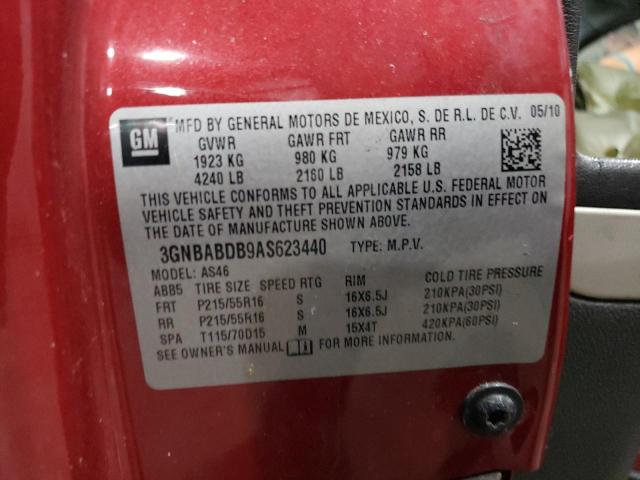 GM
MFD BY GENERAL MOTORS DE MEXICO, S. DE R.L. DE C.V. 05/10
GVWR GAWR FRT GAWR RR
1923 KG 980 KG 979 KG
4240 LB 2160 LB 2158 LB
THIS VEHICLE CONFORMS TO ALL APPLICABLE U.S. FEDERAL MOTOR
VEHICLE SAFETY AND THEFT PREVENTION STANDARDS IN EFFECT ON
THE DATE OF MANUFACTURE SHOWN ABOVE.
3GNBABDB9AS623440 TYPE: M.P.V.
MODEL: AS46
ABB5 TIRE SIZE SPEED RTG RIM COLD TIRE PRESSURE
FRT P215/55R16 S 16X6.5J 210KPA(30PSI)
RR P215/55R16 S 16X6.5J 210KPA(30PSI)
SPA T115/70D15 M 15X4T 420KPA(60PSI)
SEE OWNER'S MANUAL FOR MORE INFORMATION.